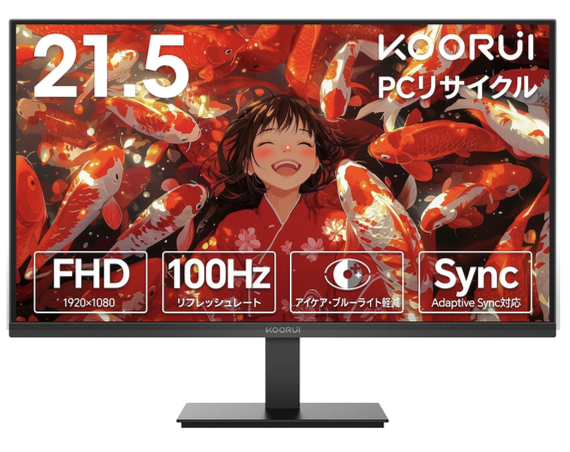 21.5
KOORUI
PCリサイクル
FHD
1920×1080
100Hz
リフレッシュレート
アイケア・ブルーライト軽減
Sync
Adaptive Sync対応
KOORUI